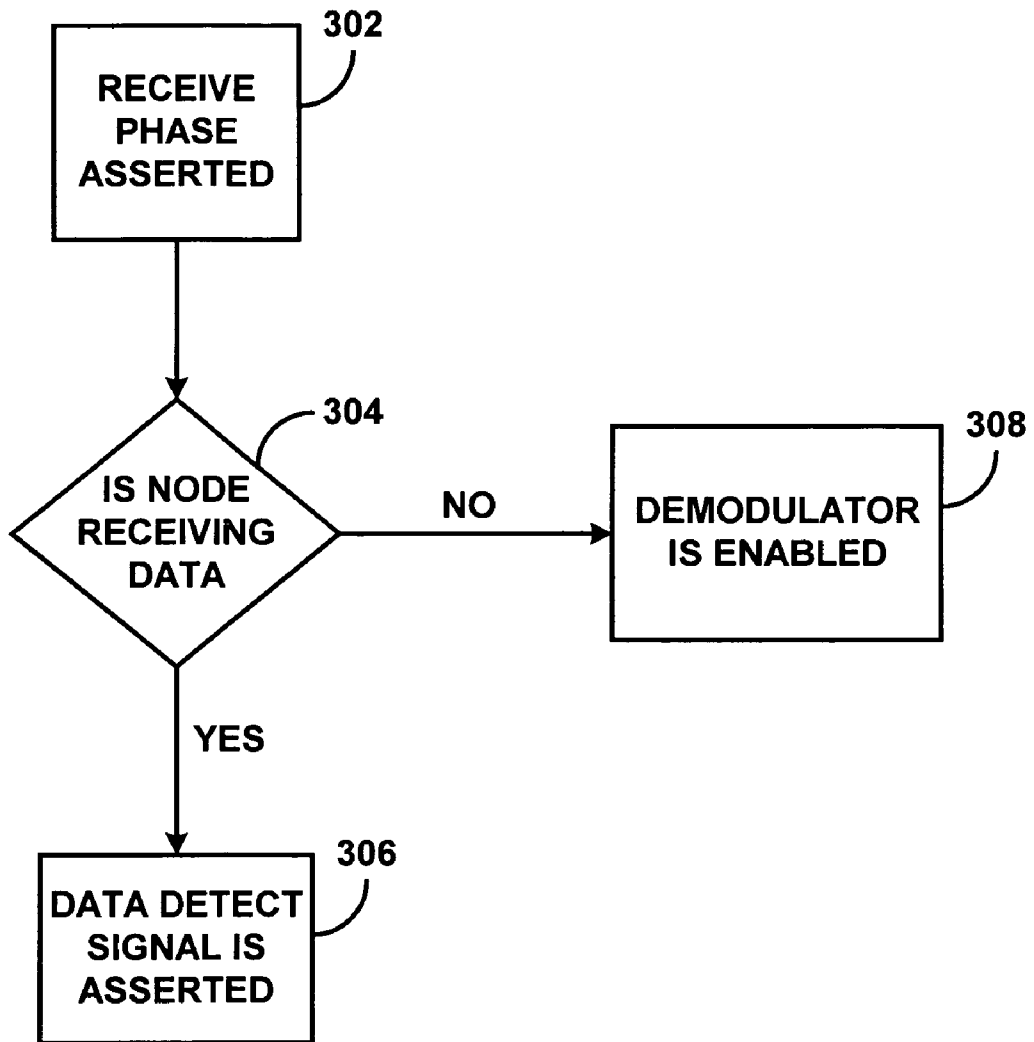 302
RECEIVE
PHASE
ASSERTED
304
IS NODE
RECEIVING
DATA
NO
308
DEMODULATOR
IS ENABLED
YES
306
DATA DETECT
SIGNAL IS
ASSERTED